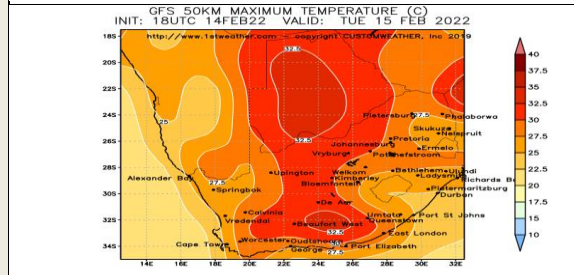 GFS 50KM MAXIMUM TEMPERATURE (C)
INIT: 18UTC 14FEB22 VALID: TUE 15 FEB 2022
18S http://www.1stweather.com -- copyright CUSTOMWEATHER, Inc 2019
32.5
40
37.5
20S
35
22S
32.5
Pietersburg 27.5 Phalaborwa
24S
30
25
Skukuza
Nelspruit
32.5
Pretoria
27.5
Johannesburg
Ermelo
26S
Vryburg
Potchefstroom
25
28S
Welkom
Bethlehem
Ulundi
Upington
Kimberley
Ladysmith
22.5
Alexander Bay
27.5
Bloemfontein
Richards Ba
Springbok
Pietermaritzburg
20
30S
Durban
De Aar
17.5
Calvinia
Umtata
Port St Johns
32S
Vredendal
Beaufort West
Queenstown
15
32.5
East London
Worcester
Oudtshoorn
30
12.5
34S
Cape Town
George
Port Elizabeth
27.5
10
14E 16E 18E 20E 22E 24E 26E 28E 30E 32E